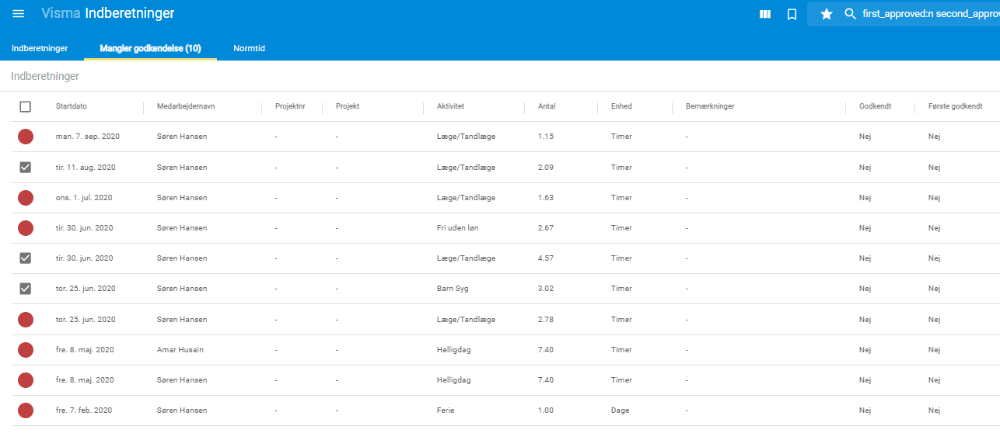 Visma Indberetninger first_approved:n second_approv
Indberetninger Mangler godkendelse (10) Normtid
Indberetninger
Startdato Medarbejdernavn Projektnr Projekt Aktivitet Antal Enhed Bemærkninger Godkendt Første godkendt
man. 7. sep. 2020 Søren Hansen - - Læge/Tandlæge 1.15 Timer - Nej Nej
tir. 11. aug. 2020 Søren Hansen - - Læge/Tandlæge 2.09 Timer - Nej Nej
ons. 1. jul. 2020 Søren Hansen - - Læge/Tandlæge 1.63 Timer - Nej Nej
tir. 30. jun. 2020 Søren Hansen - - Fri uden løn 2.67 Timer - Nej Nej
tir. 30. jun. 2020 Søren Hansen - - Læge/Tandlæge 4.57 Timer - Nej Nej
tor. 25. jun. 2020 Søren Hansen - - Barn Syg 3.02 Timer - Nej Nej
tor. 25. jun. 2020 Søren Hansen - - Læge/Tandlæge 2.78 Timer - Nej Nej
fre. 8. maj. 2020 Amar Husain - - Helligdag 7.40 Timer - Nej Nej
fre. 8. maj. 2020 Søren Hansen - - Helligdag 7.40 Timer - Nej Nej
fre. 7. feb. 2020 Søren Hansen - - Ferie 1.00 Dage - Nej Nej